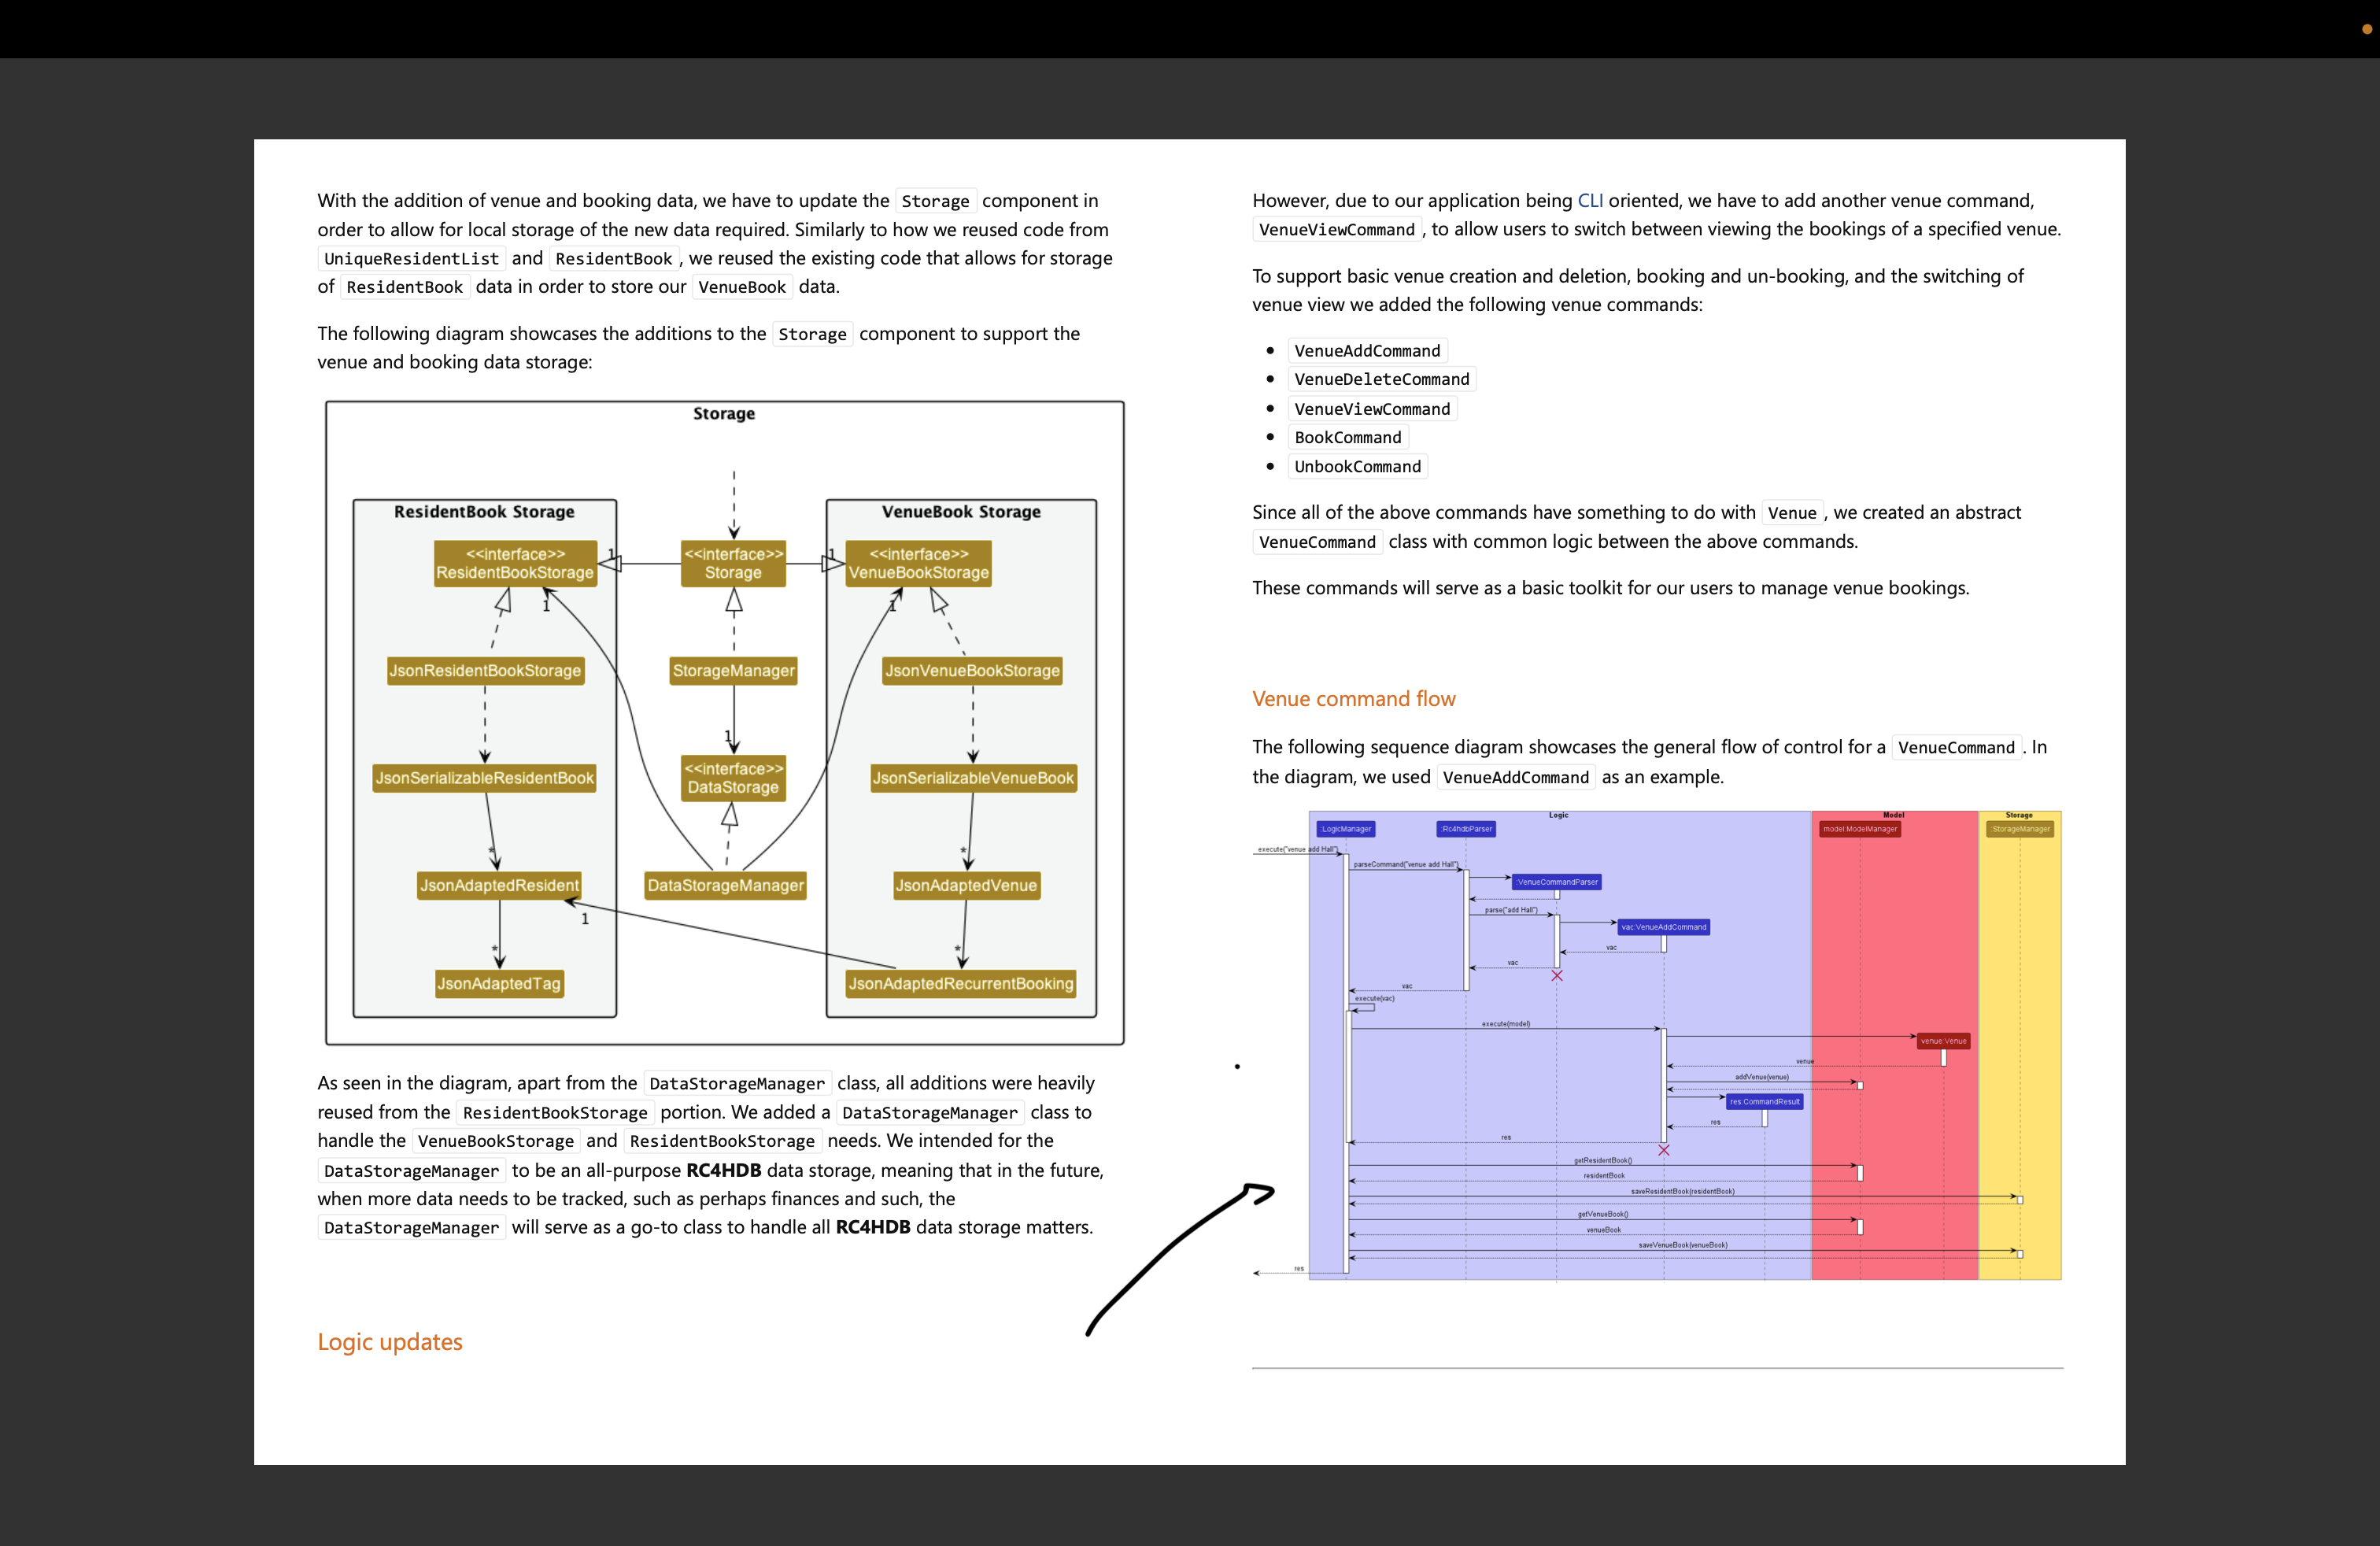 With the addition of venue and booking data, we have to update the Storage component in
order to allow for local storage of the new data required. Similarly to how we reused code from
UniqueResidentList and ResidentBook, we reused the existing code that allows for storage
of ResidentBook data in order to store our VenueBook data.
The following diagram showcases the additions to the Storage component to support the
venue and booking data storage:
Storage
ResidentBook Storage
VenueBook Storage
<<interface>>
ResidentBookStorage
1
<<interface>>
Storage
1
<<interface>>
VenueBookStorage
1
1
JsonResidentBookStorage
StorageManager
JsonVenueBookStorage
1
JsonSerializableResidentBook
<<interface>>
DataStorage
JsonSerializableVenueBook
*
*
JsonAdaptedResident
DataStorageManager
JsonAdaptedVenue
1
*
*
JsonAdaptedTag
JsonAdaptedRecurrentBooking
As seen in the diagram, apart from the DataStorageManager class, all additions were heavily
reused from the ResidentBookStorage portion. We added a DataStorageManager class to
handle the VenueBookStorage and ResidentBookStorage needs. We intended for the
DataStorageManager to be an all-purpose RC4HDB data storage, meaning that in the future,
when more data needs to be tracked, such as perhaps finances and such, the
DataStorageManager will serve as a go-to class to handle all RC4HDB data storage matters.
Logic updates
However, due to our application being CLI oriented, we have to add another venue command,
VenueViewCommand, to allow users to switch between viewing the bookings of a specified venue.
To support basic venue creation and deletion, booking and un-booking, and the switching of
venue view we added the following venue commands:
• VenueAddCommand
• VenueDeleteCommand
• VenueViewCommand
• BookCommand
• UnbookCommand
Since all of the above commands have something to do with Venue, we created an abstract
VenueCommand class with common logic between the above commands.
These commands will serve as a basic toolkit for our users to manage venue bookings.
Venue command flow
The following sequence diagram showcases the general flow of control for a VenueCommand. In
the diagram, we used VenueAddCommand as an example.
Logic
Model
Storage
:LogicManager
:Rc4hdbParser
model:ModelManager
:StorageManager
execute("venue add Hall")
parseCommand("venue add Hall")
:VenueCommandParser
parse("add Hall")
vac:VenueAddCommand
vac
vac
vac
execute(vac)
execute(model)
venue:Venue
venue
addVenue(venue)
res:CommandResult
res
res
getResidentBook()
residentBook
saveResidentBook(residentBook)
getVenueBook()
venueBook
saveVenueBook(venueBook)
res